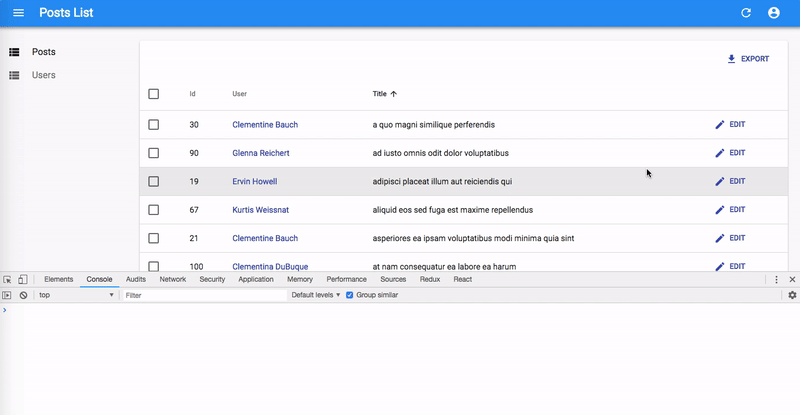 Posts List
Posts
Users
EXPORT
Id User Title
30 Clementine Bauch a quo magni similique perferendis EDIT
90 Glenna Reichert ad iusto omnis odit dolor voluptatibus EDIT
19 Ervin Howell adipisci placeat illum aut reiciendis qui EDIT
67 Kurtis Weissnat aliquid eos sed fuga est maxime repellendus EDIT
21 Clementine Bauch asperiores ea ipsam voluptatibus modi minima quia sint EDIT
100 Clementina DuBuque at nam consequatur ea labore ea harum EDIT
Elements Console Audits Network Security Application Memory Performance Sources Redux React
top Filter Default levels Group similar